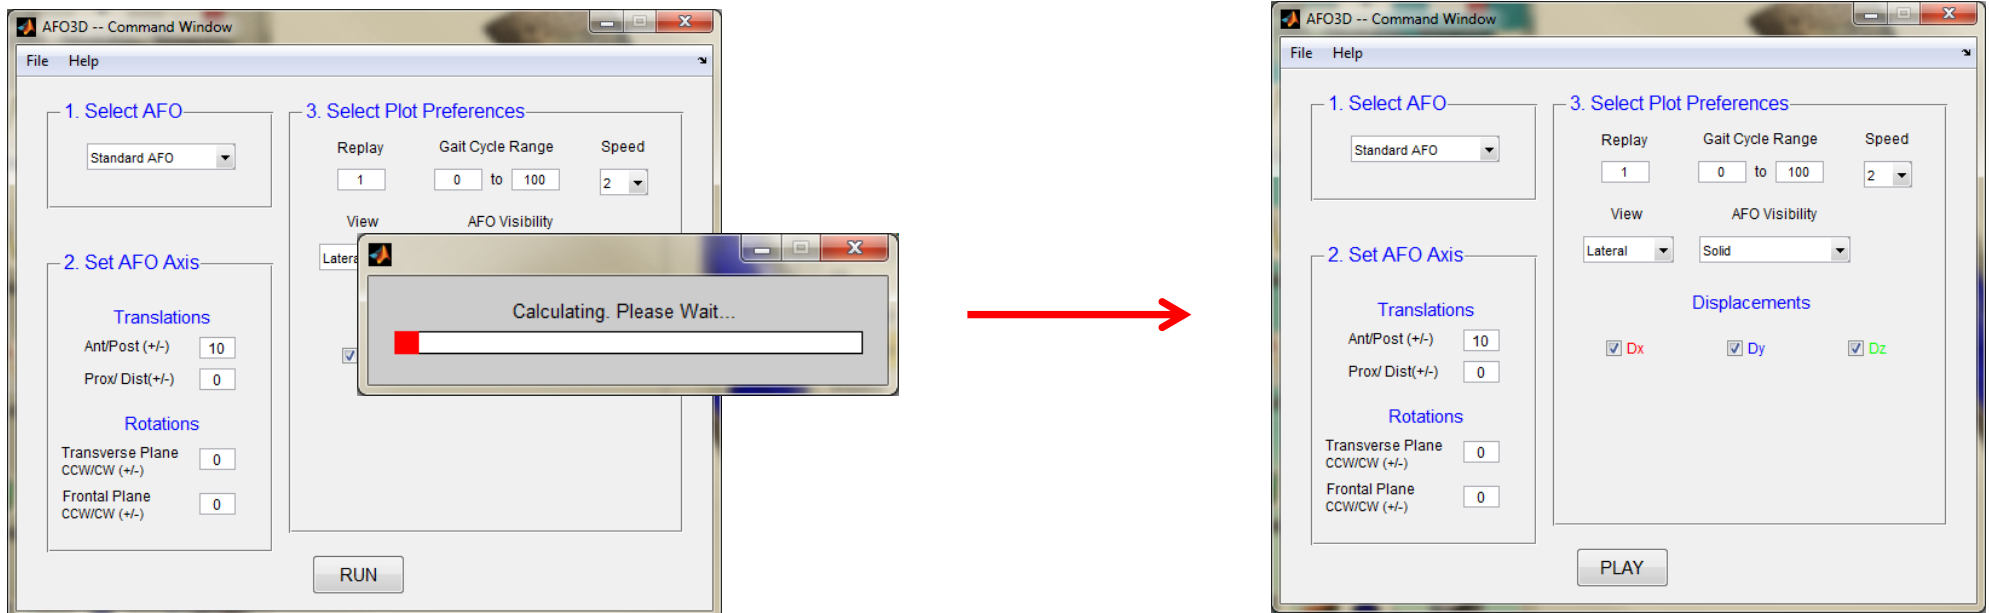 AFO3D -- Command Window
File Help
1. Select AFO
Standard AFO
2. Set AFO Axis
Translations
Ant/Post (+/-) 10
Prox/ Dist(+/-) 0
Rotations
Transverse Plane 0
CCW/CW (+/-)
Frontal Plane 0
CCW/CW (+/-)
3. Select Plot Preferences
Replay Gait Cycle Range Speed
1 0 to 100 2
View AFO Visibility
Latera
Calculating. Please Wait...
RUN
AFO3D -- Command Window
File Help
1. Select AFO
Standard AFO
2. Set AFO Axis
Translations
Ant/Post (+/-) 10
Prox/ Dist(+/-) 0
Rotations
Transverse Plane 0
CCW/CW (+/-)
Frontal Plane 0
CCW/CW (+/-)
3. Select Plot Preferences
Replay Gait Cycle Range Speed
1 0 to 100 2
View AFO Visibility
Lateral Solid
Displacements
Dx Dy Dz
PLAY